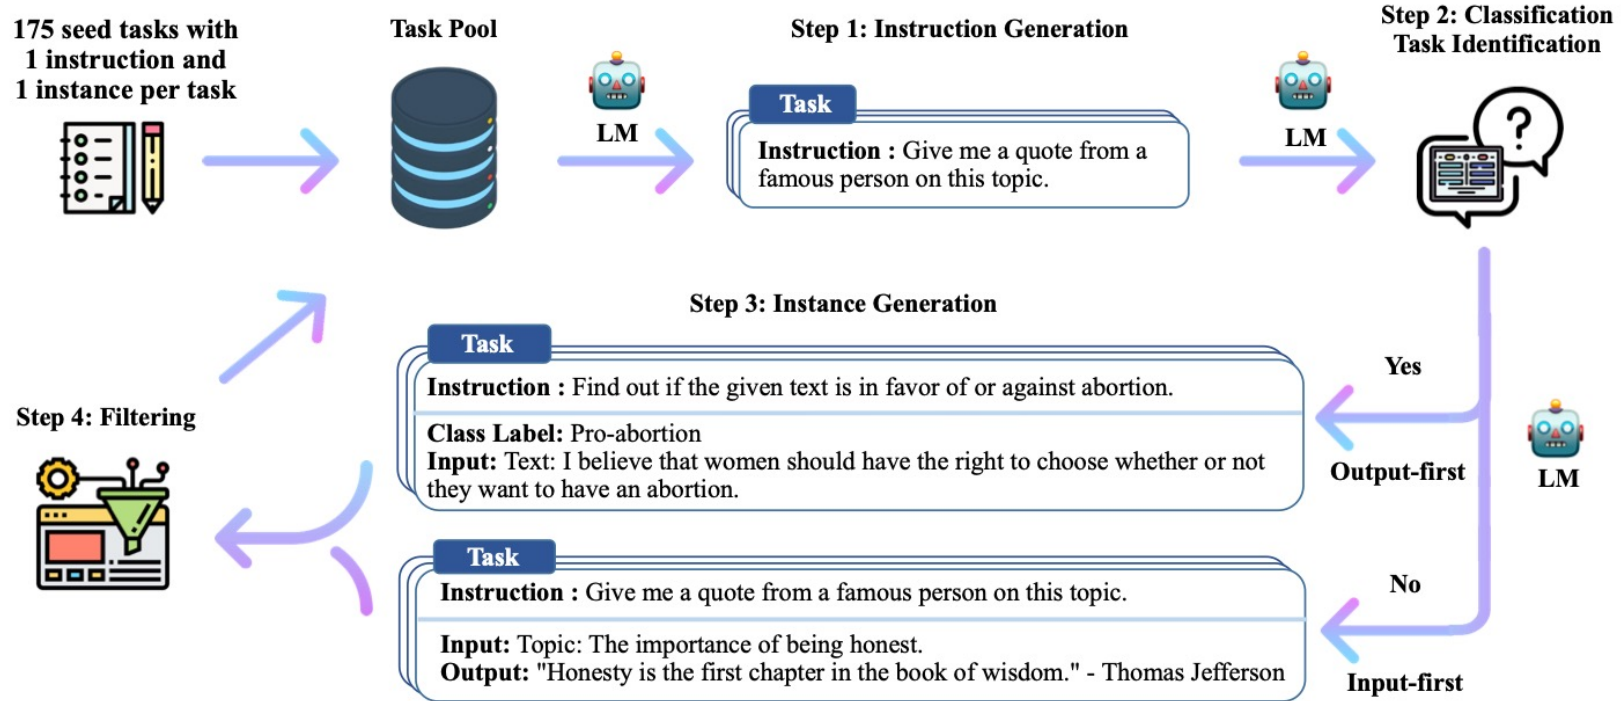 175 seed tasks with
1 instruction and
1 instance per task
Task Pool
LM
Step 1: Instruction Generation
Task
Instruction : Give me a quote from a
famous person on this topic.
LM
Step 2: Classification
Task Identification
?
Step 3: Instance Generation
Task
Instruction : Find out if the given text is in favor of or against abortion.
Class Label: Pro-abortion
Input: Text: I believe that women should have the right to choose whether or not
they want to have an abortion.
Yes
Output-first
LM
Task
Instruction : Give me a quote from a famous person on this topic.
Input: Topic: The importance of being honest.
Output: "Honesty is the first chapter in the book of wisdom." - Thomas Jefferson
No
Input-first
Step 4: Filtering